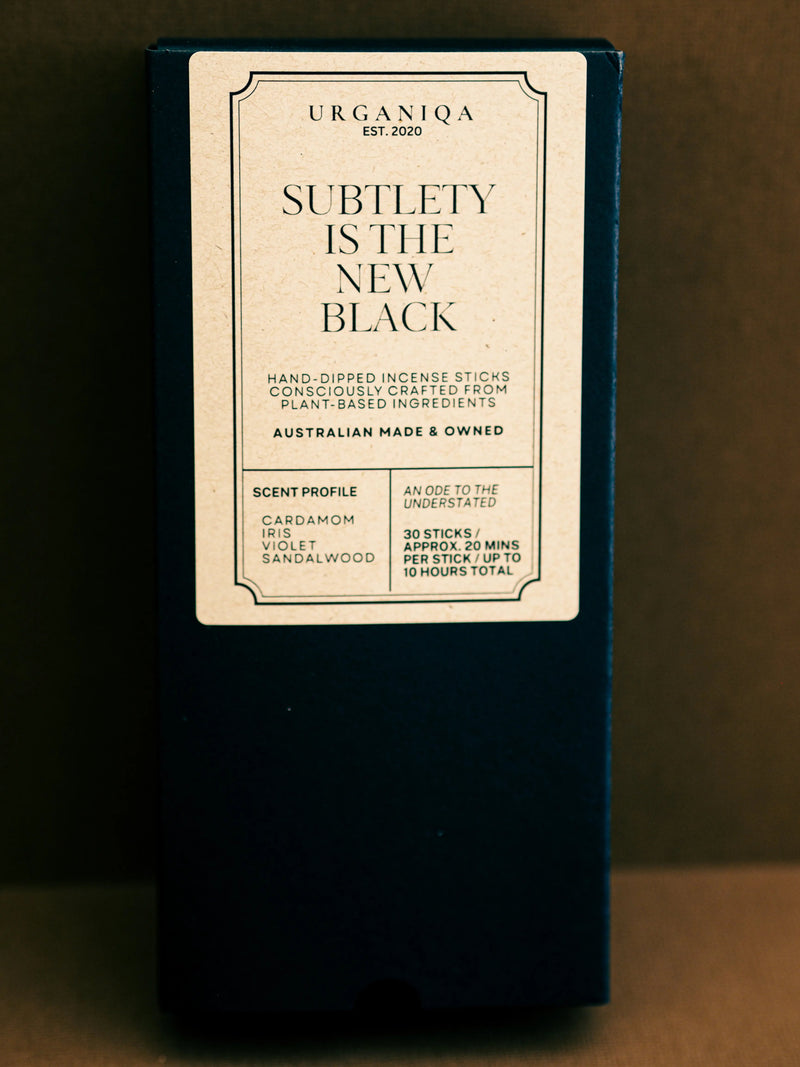 URGANIQA
EST. 2020
SUBTLETY
IS THE
NEW
BLACK
HAND-DIPPED INCENSE STICKS
CONSCIOUSLY CRAFTED FROM
PLANT-BASED INGREDIENTS
AUSTRALIAN MADE & OWNED
SCENT PROFILE
CARDAMOM
IRIS
VIOLET
SANDALWOOD
AN ODE TO THE
UNDERSTATED
30 STICKS /
APPROX. 20 MINS
PER STICK / UP TO
10 HOURS TOTAL